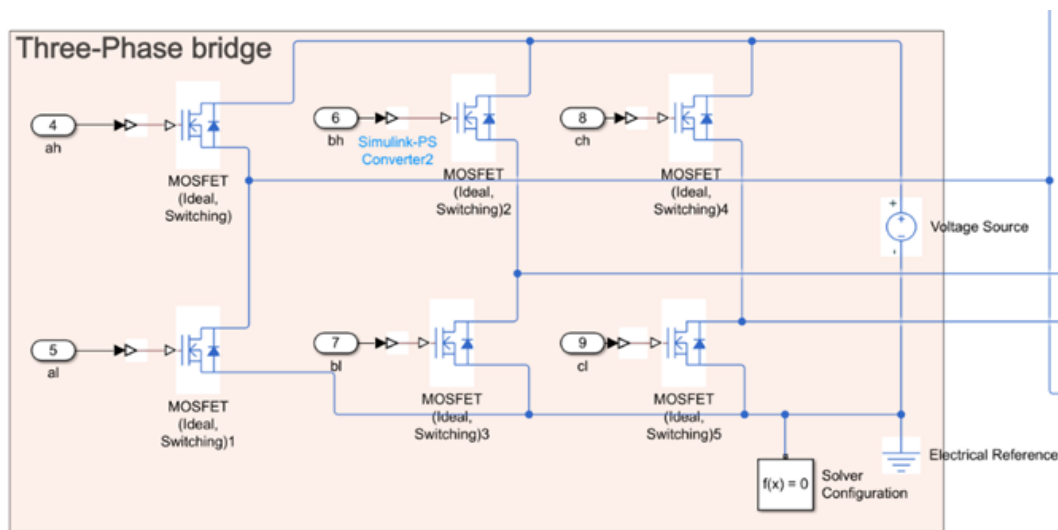 Three-Phase bridge
4
ah
MOSFET
(Ideal,
Switching)
6
bh
Simulink-PS
Converter2
MOSFET
(Ideal,
Switching)2
8
ch
MOSFET
(Ideal,
Switching)4
+
+
−
-
Voltage Source
5
al
MOSFET
(Ideal,
Switching)1
7
bl
MOSFET
(Ideal,
Switching)3
9
cl
MOSFET
(Ideal,
Switching)5
f(x) = 0
Solver
Configuration
Electrical Reference